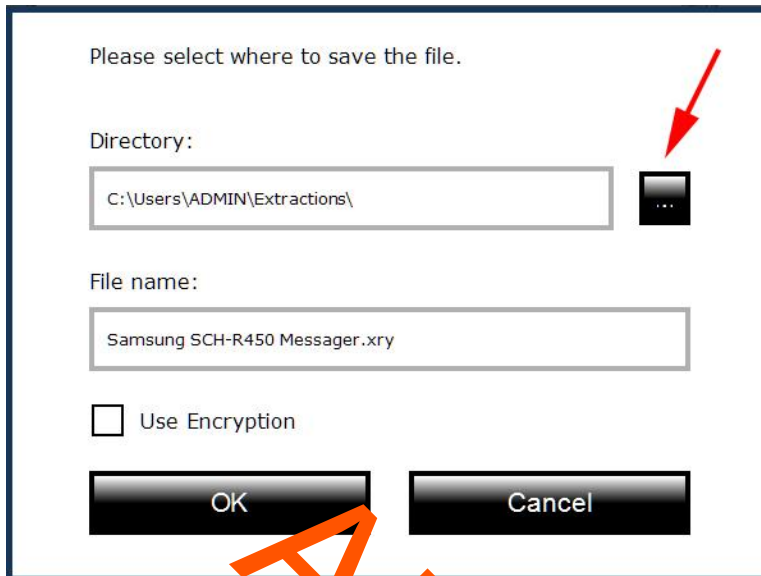 Please select where to save the file.
Directory:
C:\Users\ADMIN\Extractions\
...
File name:
Samsung SCH-R450 Messager.xry
Use Encryption
OK
Cancel